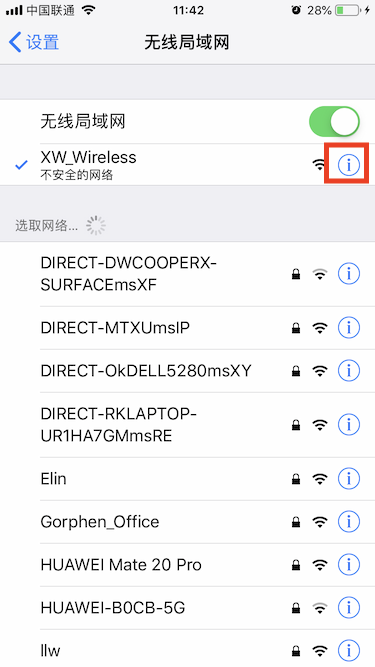 中国联通 11:42 28%
设置 无线局域网
无线局域网
XW_Wireless
不安全的网络
选取网络...
DIRECT-DWCOOPERX-
SURFACEmsXF
DIRECT-MTXUmsIP
DIRECT-OkDELL5280msXY
DIRECT-RKLAPTOP-
UR1HA7GMmsRE
Elin
Gorphen_Office
HUAWEI Mate 20 Pro
HUAWEI-B0CB-5G
llw